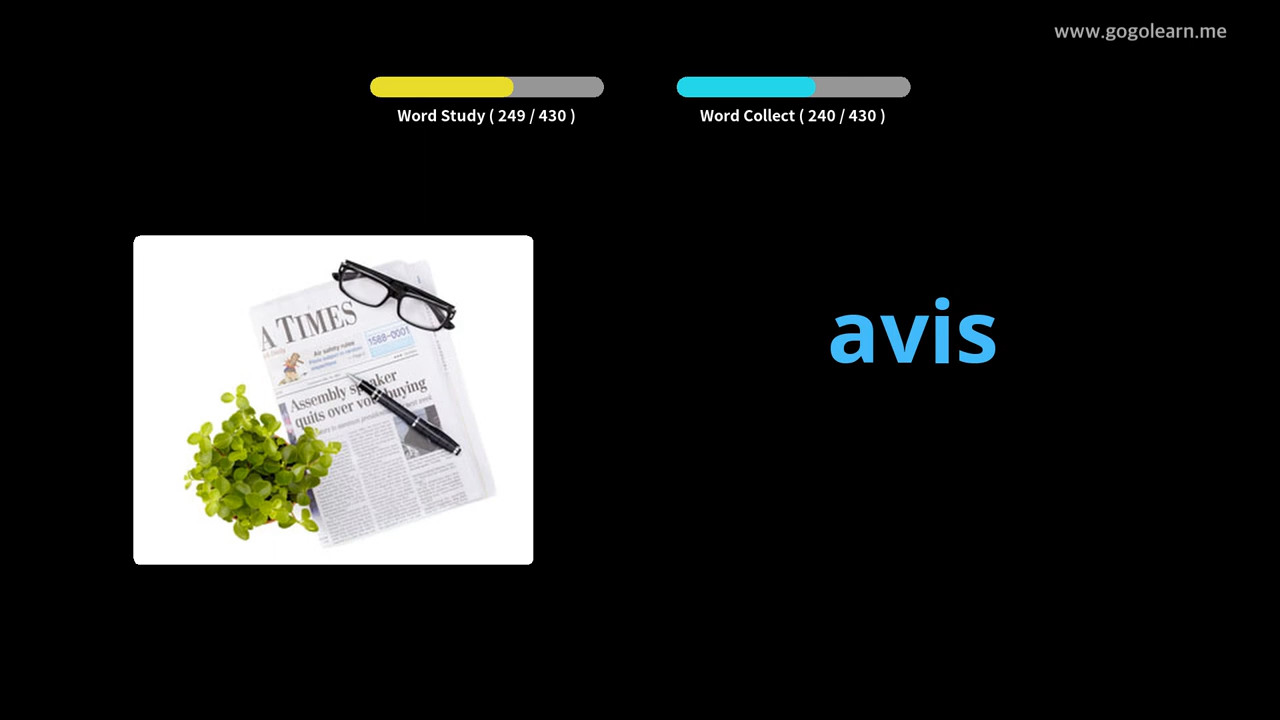 www.gogolearn.me
Word Study ( 249 / 430 )
Word Collect ( 240 / 430 )
avis
A TIMES
Air safety rules
1588-0001
Assembly speaker
quits over vote buying